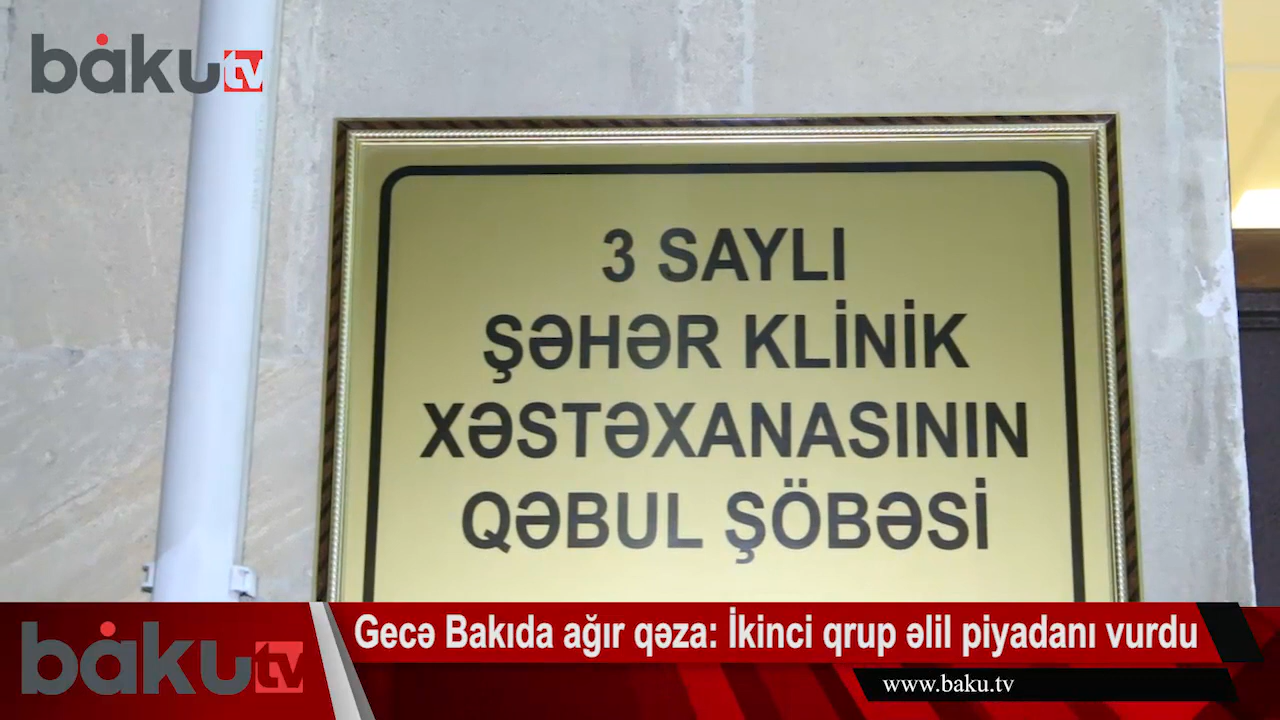 bakutv
3 SAYLI
ŞƏHƏR KLİNİK
XƏSTƏXANASININ
QƏBUL ŞÖBƏSİ
Gecə Bakıda ağır qəza: İkinci qrup əlil piyadanı vurdu
bakutv
www.baku.tv